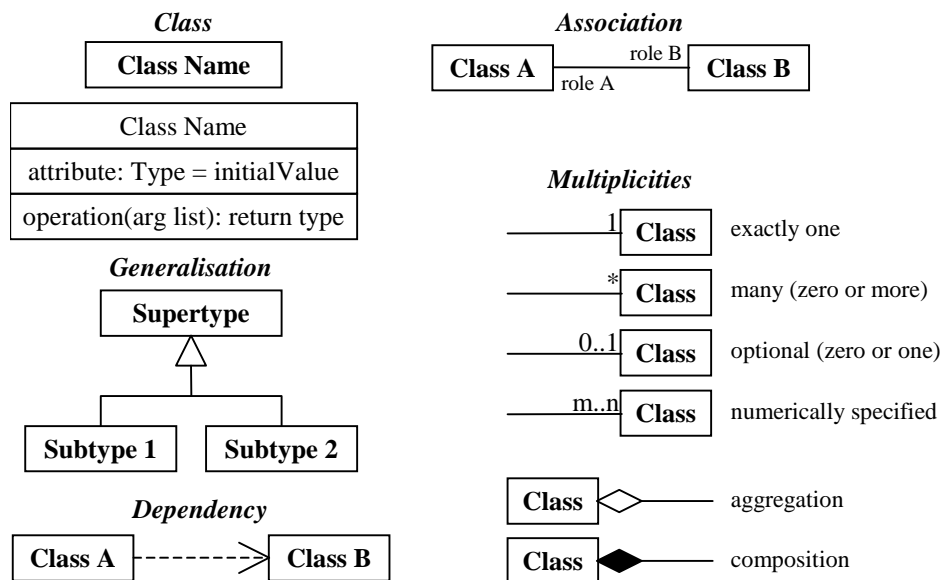 Class
Class Name
Class Name
attribute: Type = initialValue
operation(arg list): return type
Generalisation
Supertype
Subtype 1
Subtype 2
Dependency
Class A
Class B
Association
Class A
role B
role A
Class B
Multiplicities
1 Class exactly one
* Class many (zero or more)
0..1 Class optional (zero or one)
m..n Class numerically specified
Class aggregation
Class composition